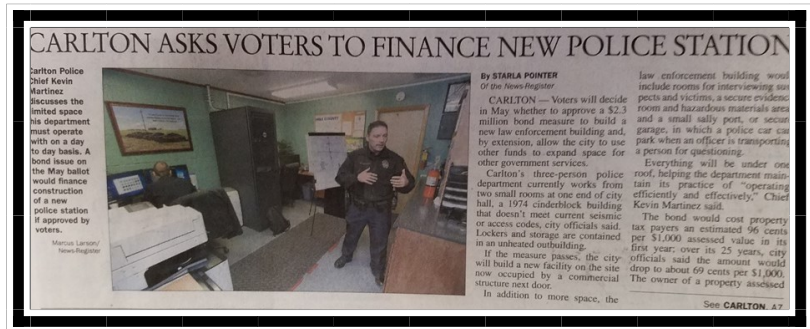 CARLTON ASKS VOTERS TO FINANCE NEW POLICE STATION
Carlton Police
Chief Kevin
Martinez
discusses the
limited space
his department
must operate
with on a day
to day basis. A
bond issue on
the May ballot
would finance
construction
of a new
police station
if approved by
voters.
Marcus Larson/
News-Register
By STARLA POINTER
Of the News-Register
CARLTON — Voters will decide
in May whether to approve a $2.3
million bond measure to build a
new law enforcement building and,
by extension, allow the city to use
other funds to expand space for
other government services.
Carlton's three-person police
department currently works from
two small rooms at one end of city
hall, a 1974 cinderblock building
that doesn't meet current seismic
or access codes, city officials said.
Lockers and storage are contained
in an unheated outbuilding.
If the measure passes, the city
will build a new facility on the site
now occupied by a commercial
structure next door.
In addition to more space, the
law enforcement building woul
include rooms for interviewing sus
pects and victims, a secure evidenc
room and hazardous materials area
and a small sally port, or secur
garage, in which a police car can
park when an officer is transporting
a person for questioning.
Everything will be under one
roof, helping the department main-
tain its practice of "operating
efficiently and effectively," Chief
Kevin Martinez said.
The bond would cost property
tax payers an estimated 96 cents
per $1,000 assessed value in its
first year; over its 25 years, city
officials said the amount would
drop to about 69 cents per $1,000.
The owner of a property assessed
See CARLTON, A7